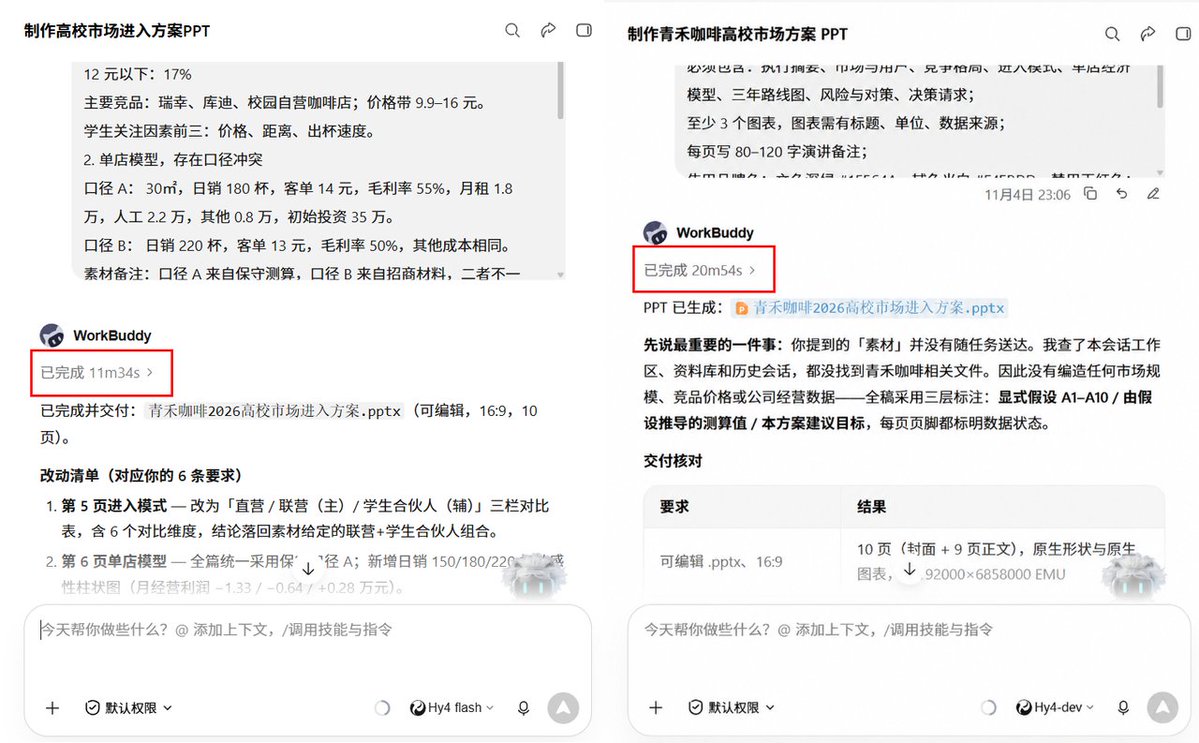 制作高校市场进入方案PPT
12 元以下：17%
主要竞品：瑞幸、库迪、校园自营咖啡店；价格带 9.9–16 元。
学生关注因素前三：价格、距离、出杯速度。
2. 单店模型，存在口径冲突
口径 A： 30㎡，日销 180 杯，客单 14 元，毛利率 55%，月租 1.8
万，人工 2.2 万，其他 0.8 万，初始投资 35 万。
口径 B： 日销 220 杯，客单 13 元，毛利率 50%，其他成本相同。
素材备注：口径 A 来自保守测算，口径 B 来自招商材料，二者不一
WorkBuddy
已完成 11m34s
已完成并交付： 青禾咖啡2026高校市场进入方案.pptx （可编辑，16:9，10
页）。
改动清单（对应你的 6 条要求）
1. 第 5 页进入模式 — 改为「直营 / 联营（主）/ 学生合伙人（辅）」三栏对比
表，含 6 个对比维度，结论落回素材给定的联营+学生合伙人组合。
2. 第 6 页单店模型 — 全篇统一采用保 径 A；新增日销 150/180/220 感
性柱状图（月经营利润 −1.33 / −0.64 / +0.28 万元）。
今天帮你做些什么？@ 添加上下文，/调用技能与指令
默认权限
Hy4 flash
制作青禾咖啡高校市场方案 PPT
必须包含：执行摘要、市场与用户、竞争格局、进入模式、单店经济
模型、三年路线图、风险与对策、决策请求；
至少 3 个图表，图表需有标题、单位、数据来源；
每页写 80–120 字演讲备注；
11月4日 23:06
WorkBuddy
已完成 20m54s
PPT 已生成： 青禾咖啡2026高校市场进入方案.pptx
先说最重要的一件事：你提到的「素材」并没有随任务送达。我查了本会话工作
区、资料库和历史会话，都没找到青禾咖啡相关文件。因此没有编造任何市场规
模、竞品价格或公司经营数据——全稿采用三层标注：显式假设 A1–A10 / 由假
设推导的测算值 / 本方案建议目标，每页页脚都标明数据状态。
交付核对
要求
结果
可编辑 .pptx、16:9
10 页（封面 + 9 页正文），原生形状与原生
图表， 92000×6858000 EMU
今天帮你做些什么？@ 添加上下文，/调用技能与指令
默认权限
Hy4-dev